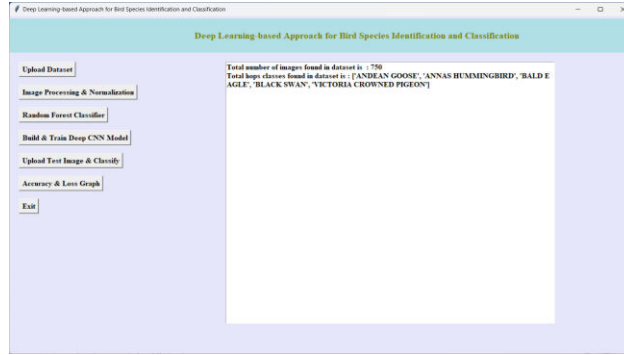 Deep Learning-based Approach for Bird Species Identification and Classification
Deep Learning-based Approach for Bird Species Identification and Classification
Upload Dataset
Image Processing & Normalization
Random Forest Classifier
Build & Train Deep CNN Model
Upload Test Image & Classify
Accuracy & Loss Graph
Exit
Total number of images found in dataset is : 750
Total hops classes found in dataset is : ['ANDEAN GOOSE', 'ANNAS HUMMINGBIRD', 'BALD E
AGLE', 'BLACK SWAN', 'VICTORIA CROWNED PIGEON']